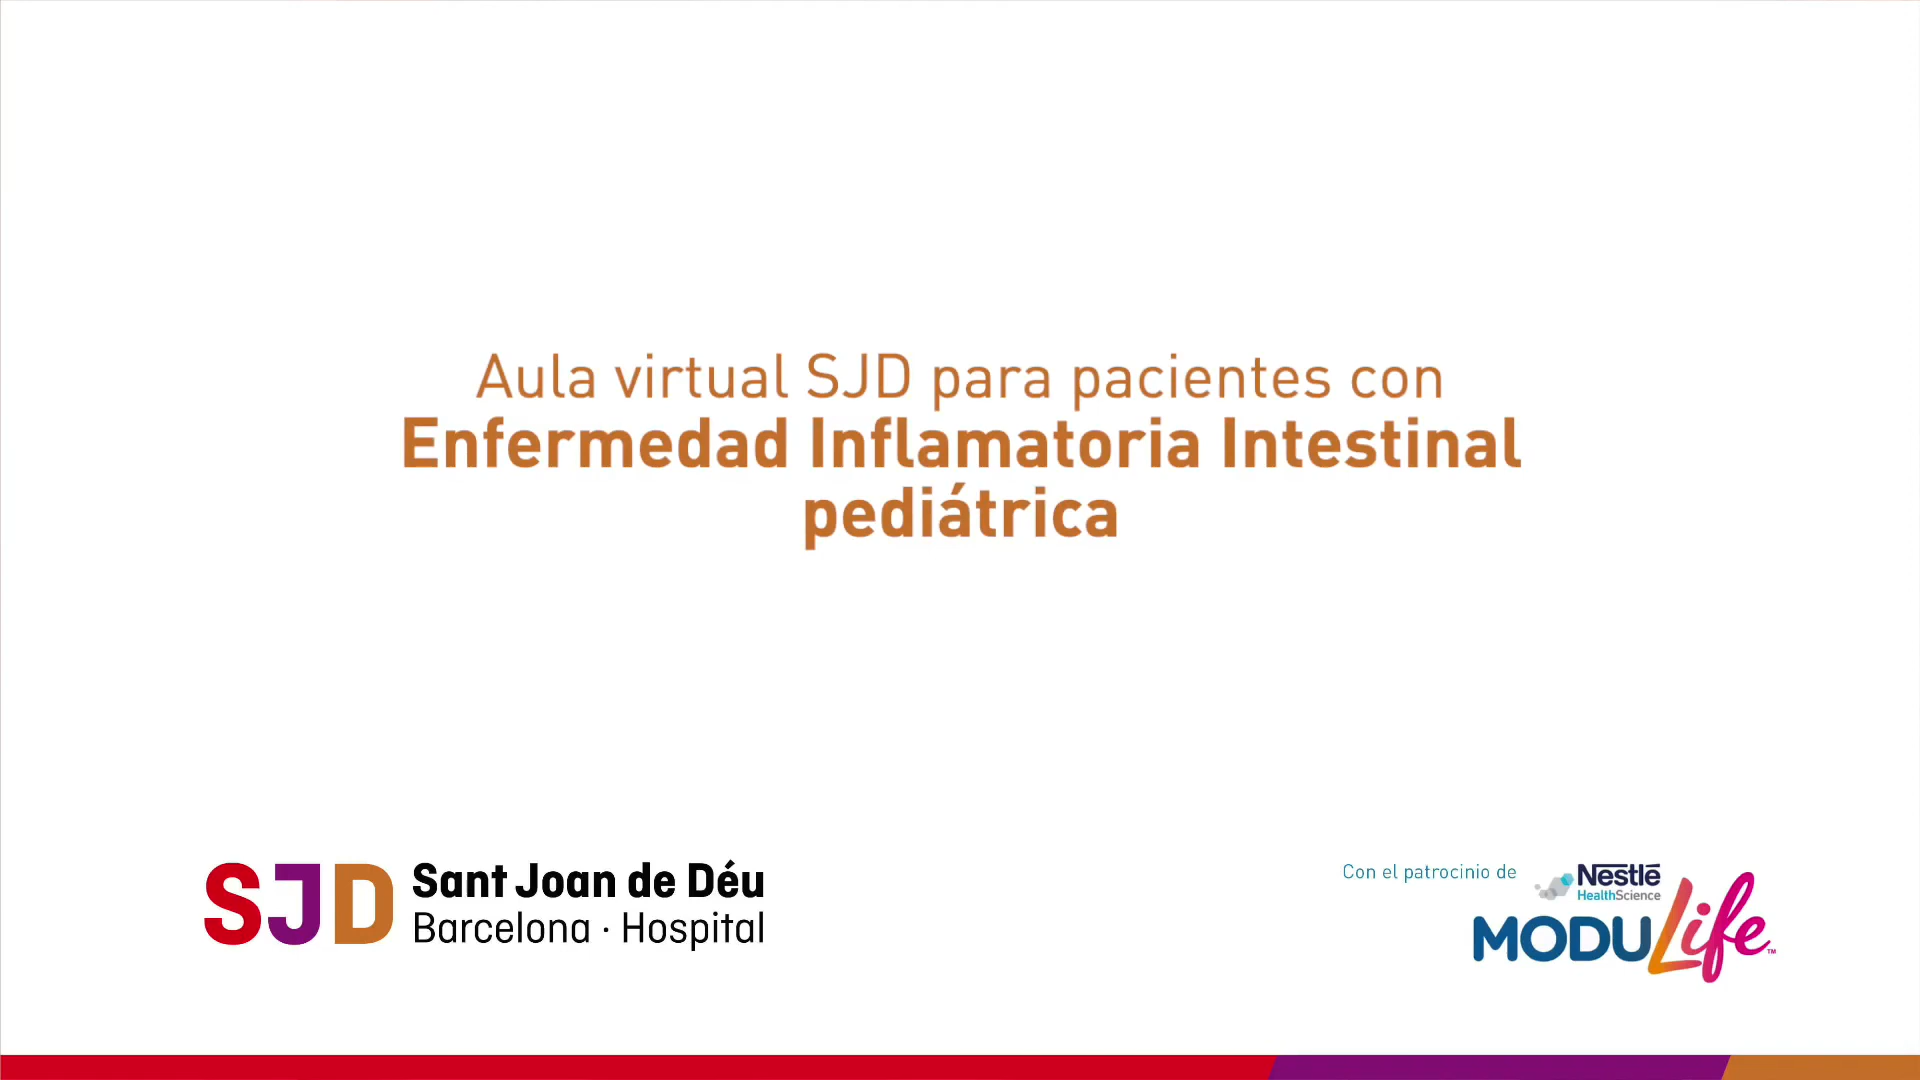 Aula virtual SJD para pacientes con
Enfermedad Inflamatoria Intestinal
pediátrica
SJD Sant Joan de Déu
Barcelona · Hospital
Con el patrocinio de
Nestlé
HealthScience
MODULife™